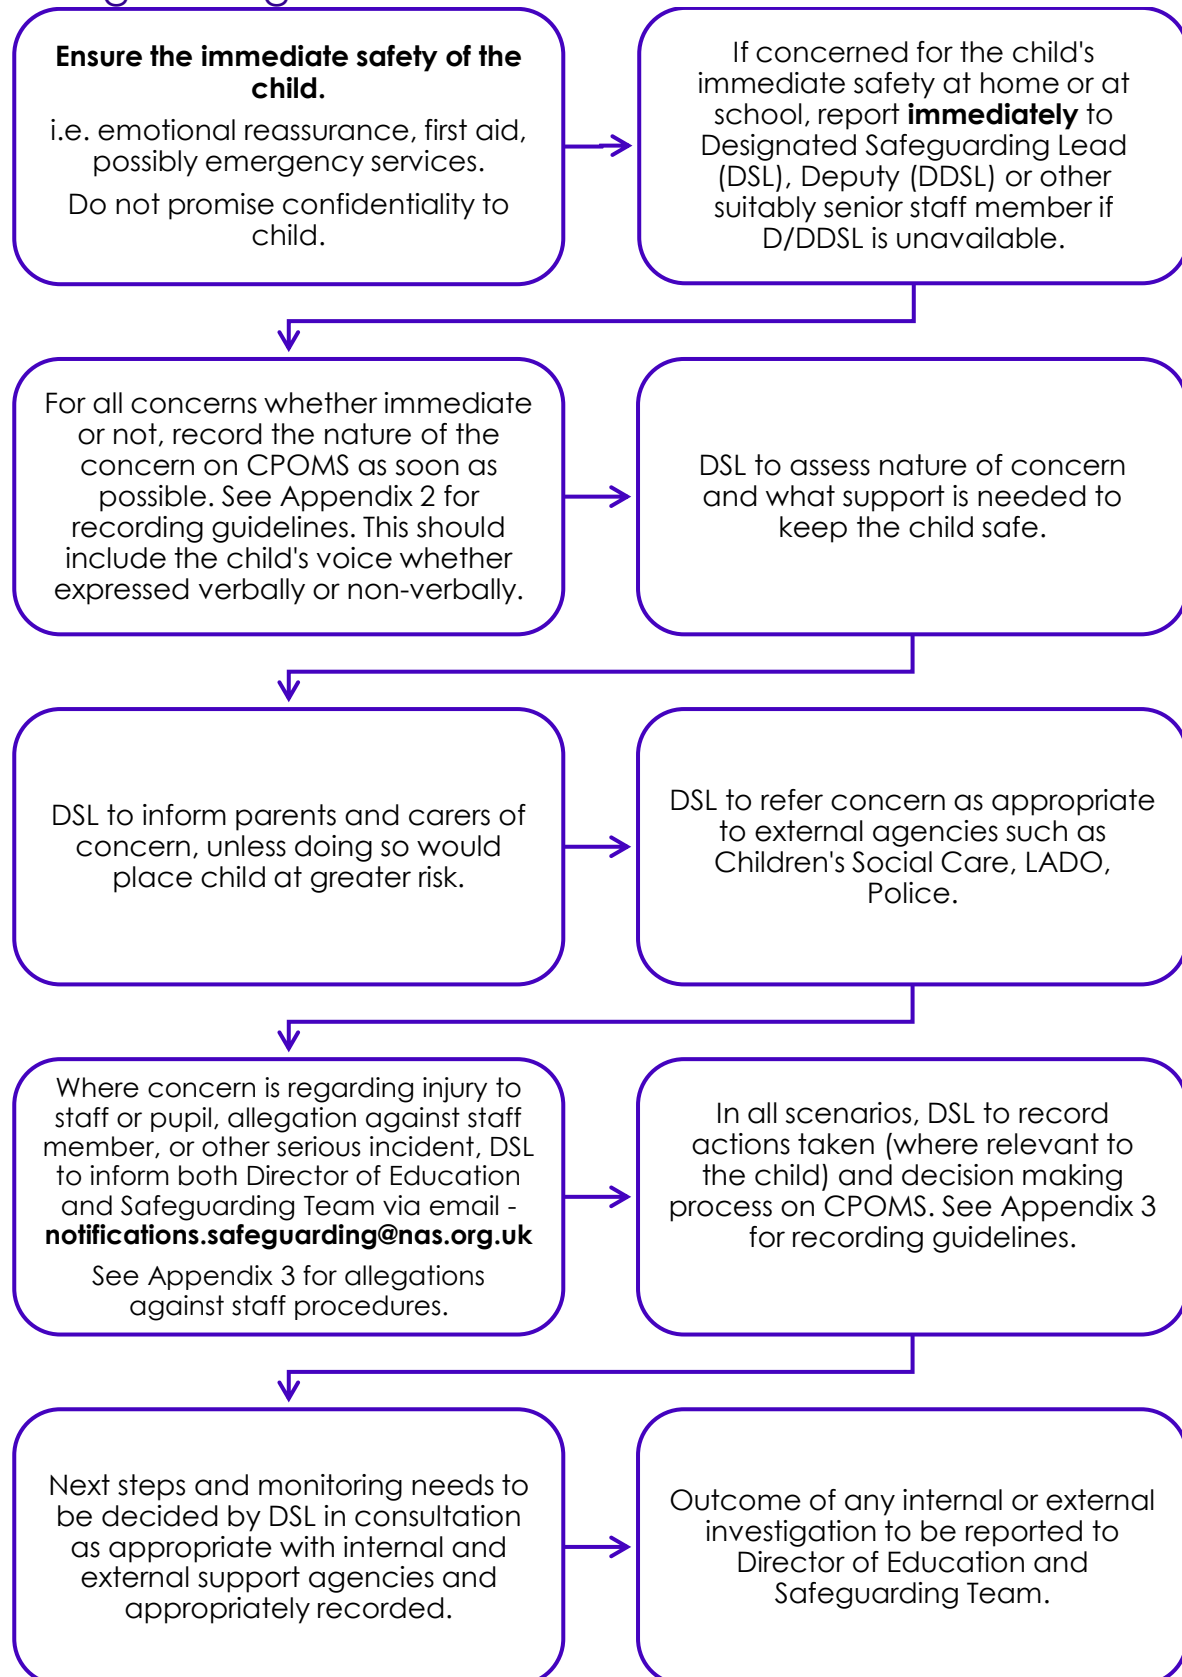 Ensure the immediate safety of the
child.
i.e. emotional reassurance, first aid,
possibly emergency services.
Do not promise confidentiality to
child.
If concerned for the child's
immediate safety at home or at
school, report immediately to
Designated Safeguarding Lead
(DSL), Deputy (DDSL) or other
suitably senior staff member if
D/DDSL is unavailable.
For all concerns whether immediate
or not, record the nature of the
concern on CPOMS as soon as
possible. See Appendix 2 for
recording guidelines. This should
include the child's voice whether
expressed verbally or non-verbally.
DSL to assess nature of concern
and what support is needed to
keep the child safe.
DSL to inform parents and carers of
concern, unless doing so would
place child at greater risk.
DSL to refer concern as appropriate
to external agencies such as
Children's Social Care, LADO,
Police.
Where concern is regarding injury to
staff or pupil, allegation against staff
member, or other serious incident, DSL
to inform both Director of Education
and Safeguarding Team via email -
notifications.safeguarding@nas.org.uk
See Appendix 3 for allegations
against staff procedures.
In all scenarios, DSL to record
actions taken (where relevant to
the child) and decision making
process on CPOMS. See Appendix 3
for recording guidelines.
Next steps and monitoring needs to
be decided by DSL in consultation
as appropriate with internal and
external support agencies and
appropriately recorded.
Outcome of any internal or external
investigation to be reported to
Director of Education and
Safeguarding Team.